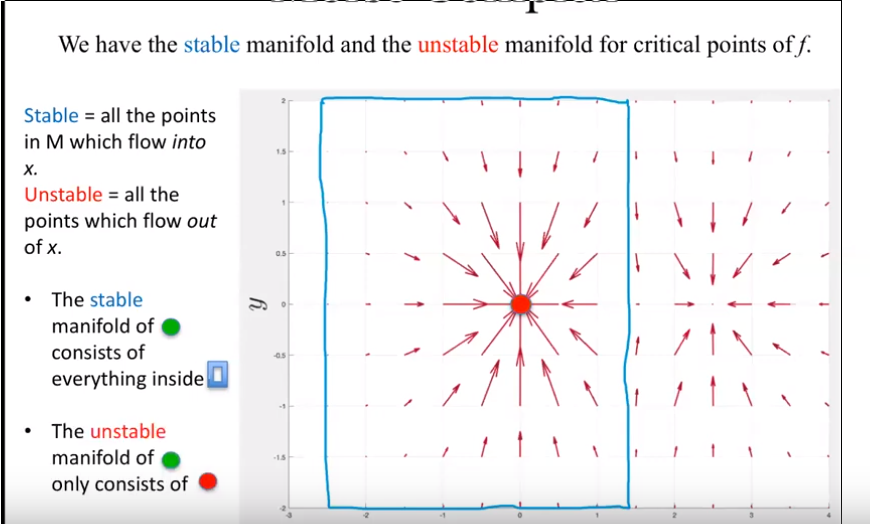 We have the stable manifold and the unstable manifold for critical points of f.
Stable = all the points
in M which flow into
x.
Unstable = all the
points which flow out
of x.
• The stable
manifold of
consists of
everything inside
• The unstable
manifold of
only consists of
y
2
1.5
1
0.5
0
-0.5
-1
-1.5
-2
-3 -2 -1 0 1 2 3 4